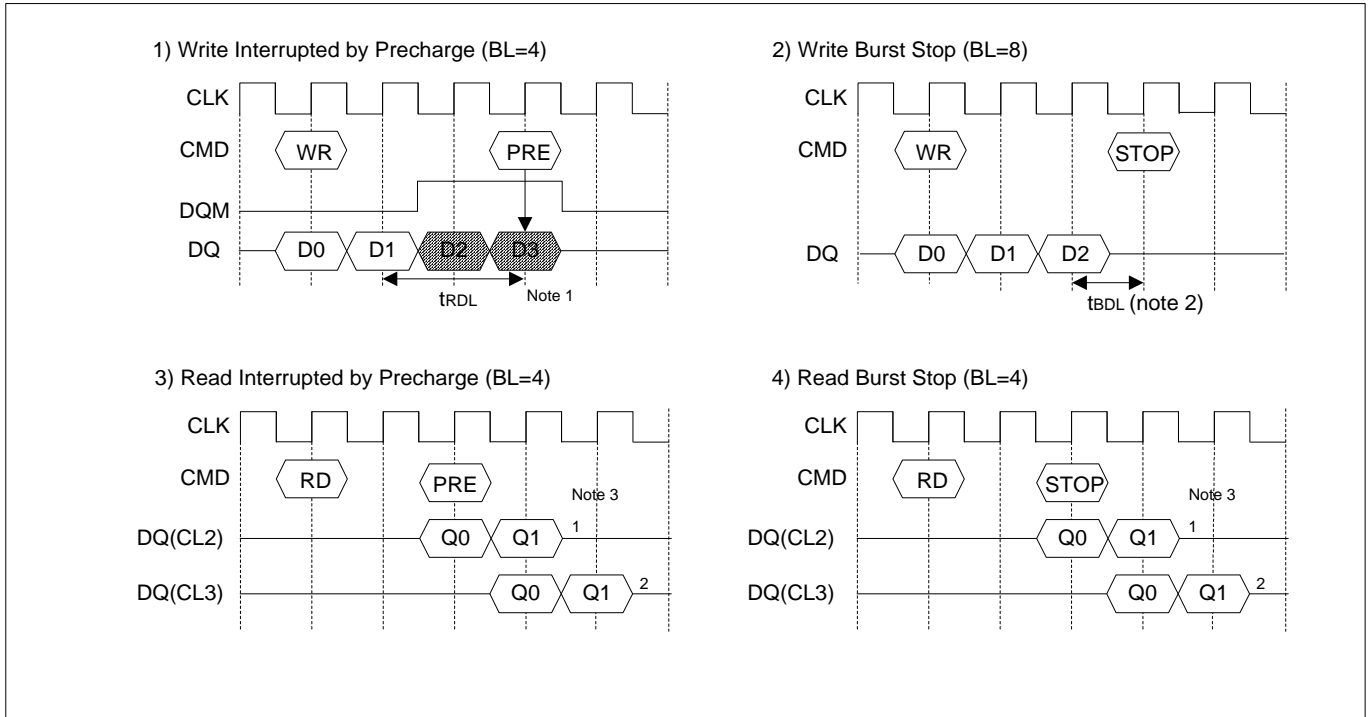 1) Write Interrupted by Precharge (BL=4)
CLK
CMD WR PRE
DQM
DQ D0 D1 D2 D3
tRDL Note 1
2) Write Burst Stop (BL=8)
CLK
CMD WR STOP
DQ D0 D1 D2
tBDL (note 2)
3) Read Interrupted by Precharge (BL=4)
CLK
CMD RD PRE
Note 3
DQ(CL2) Q0 Q1 1
DQ(CL3) Q0 Q1 2
4) Read Burst Stop (BL=4)
CLK
CMD RD STOP
Note 3
DQ(CL2) Q0 Q1 1
DQ(CL3) Q0 Q1 2